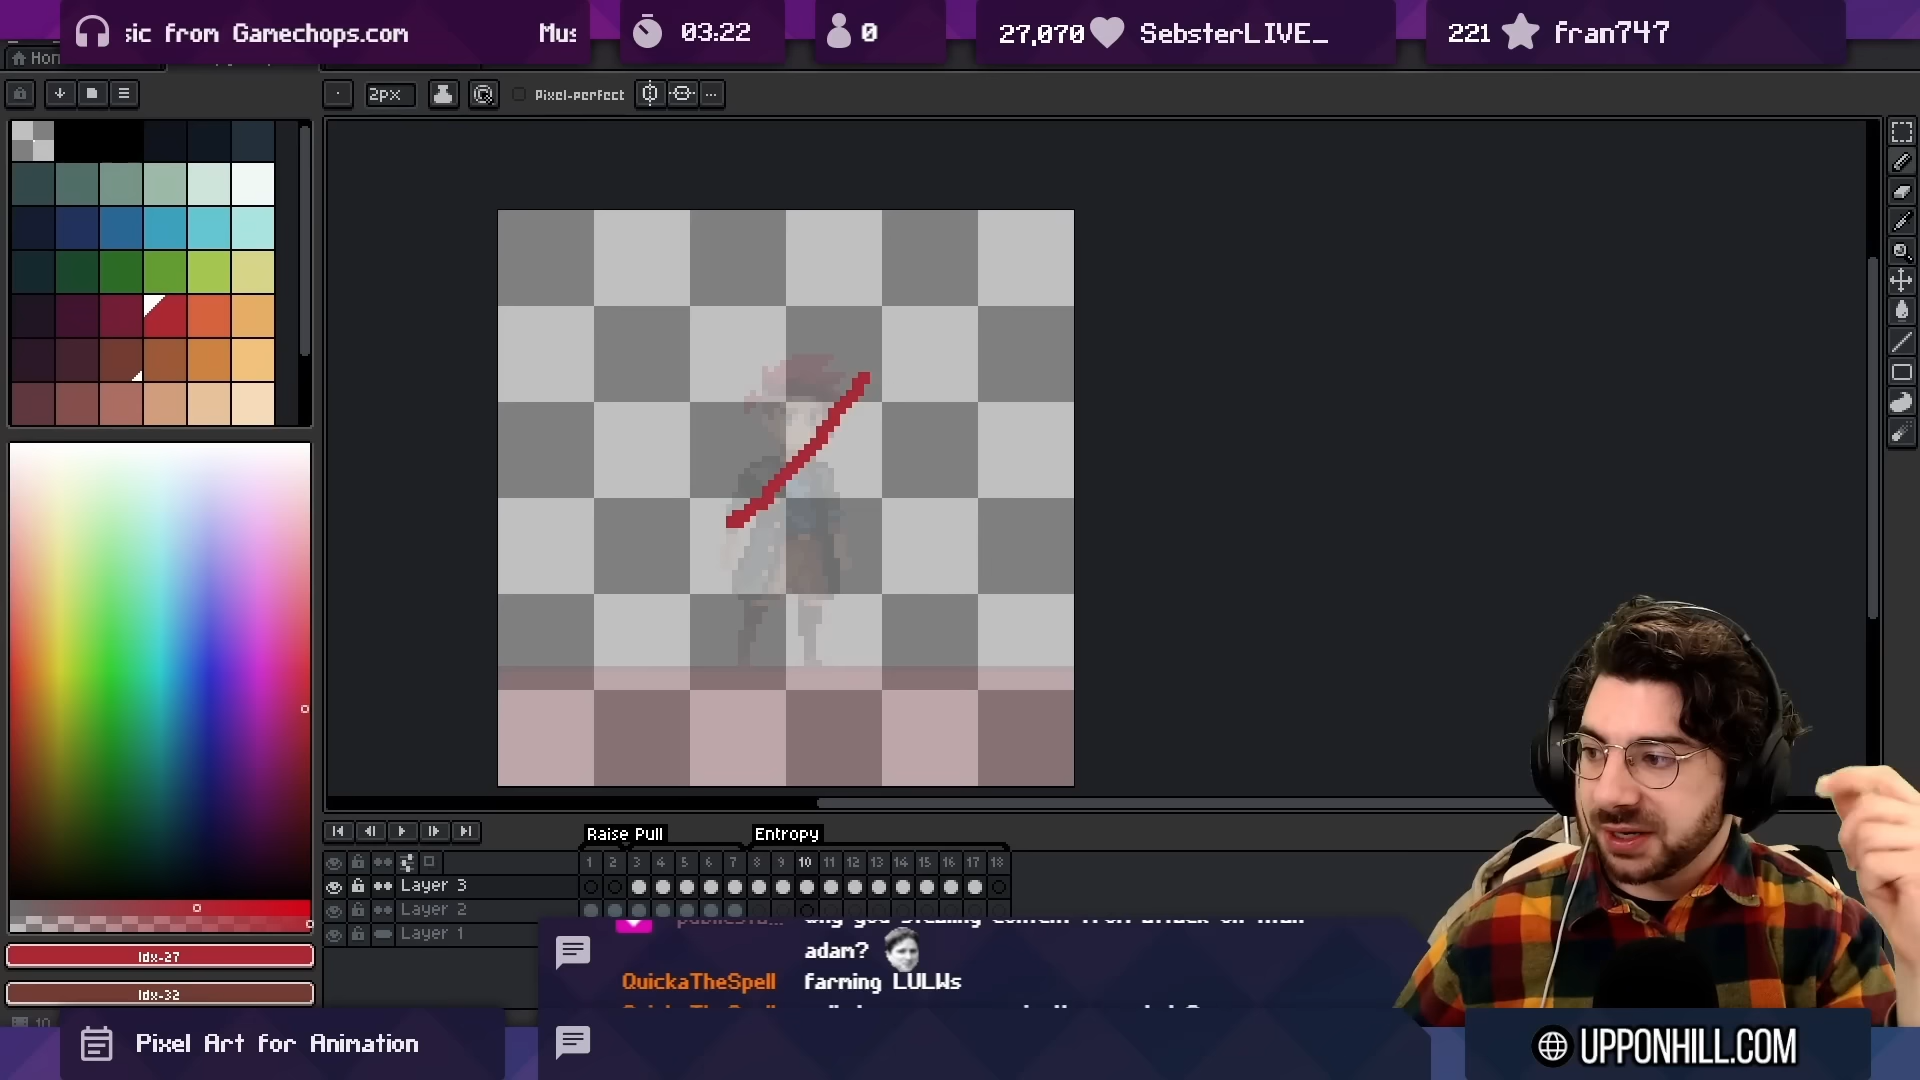 sic from Gamechops.com
Mus
03:22
0
27,070
SebsterLIVE_
221
fran747
Hom
2px
Pixel-perfect
Raise Pull
Entropy
1 2 3 4 5 6 7 8 9 10 11 12 13 14 15 16 17 18
Layer 3
Layer 2
Layer 1
adam?
QuickaTheSpell farming LULWs
Idx-27
Idx-32
10
Pixel Art for Animation
UPPONHILL.COM